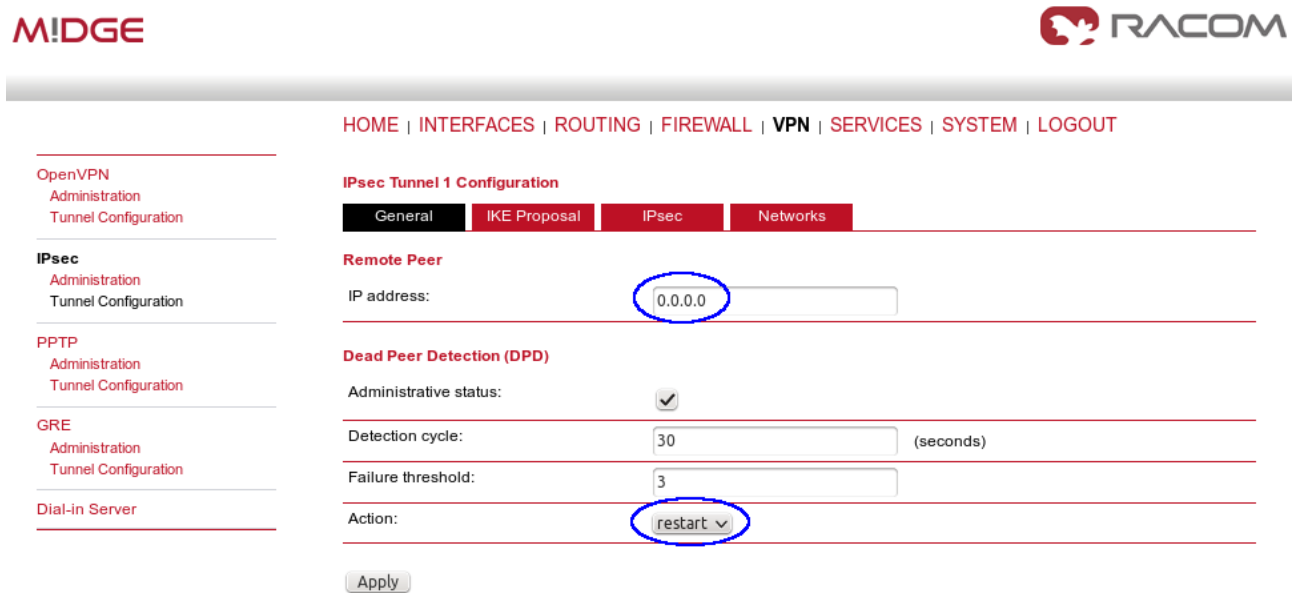 M!DGE
RACOM
HOME | INTERFACES | ROUTING | FIREWALL | VPN | SERVICES | SYSTEM | LOGOUT
OpenVPN
Administration
Tunnel Configuration
IPsec
Administration
Tunnel Configuration
PPTP
Administration
Tunnel Configuration
GRE
Administration
Tunnel Configuration
Dial-in Server
IPsec Tunnel 1 Configuration
General IKE Proposal IPsec Networks
Remote Peer
IP address: 0.0.0.0
Dead Peer Detection (DPD)
Administrative status:
Detection cycle: 30 (seconds)
Failure threshold: 3
Action: restart
Apply